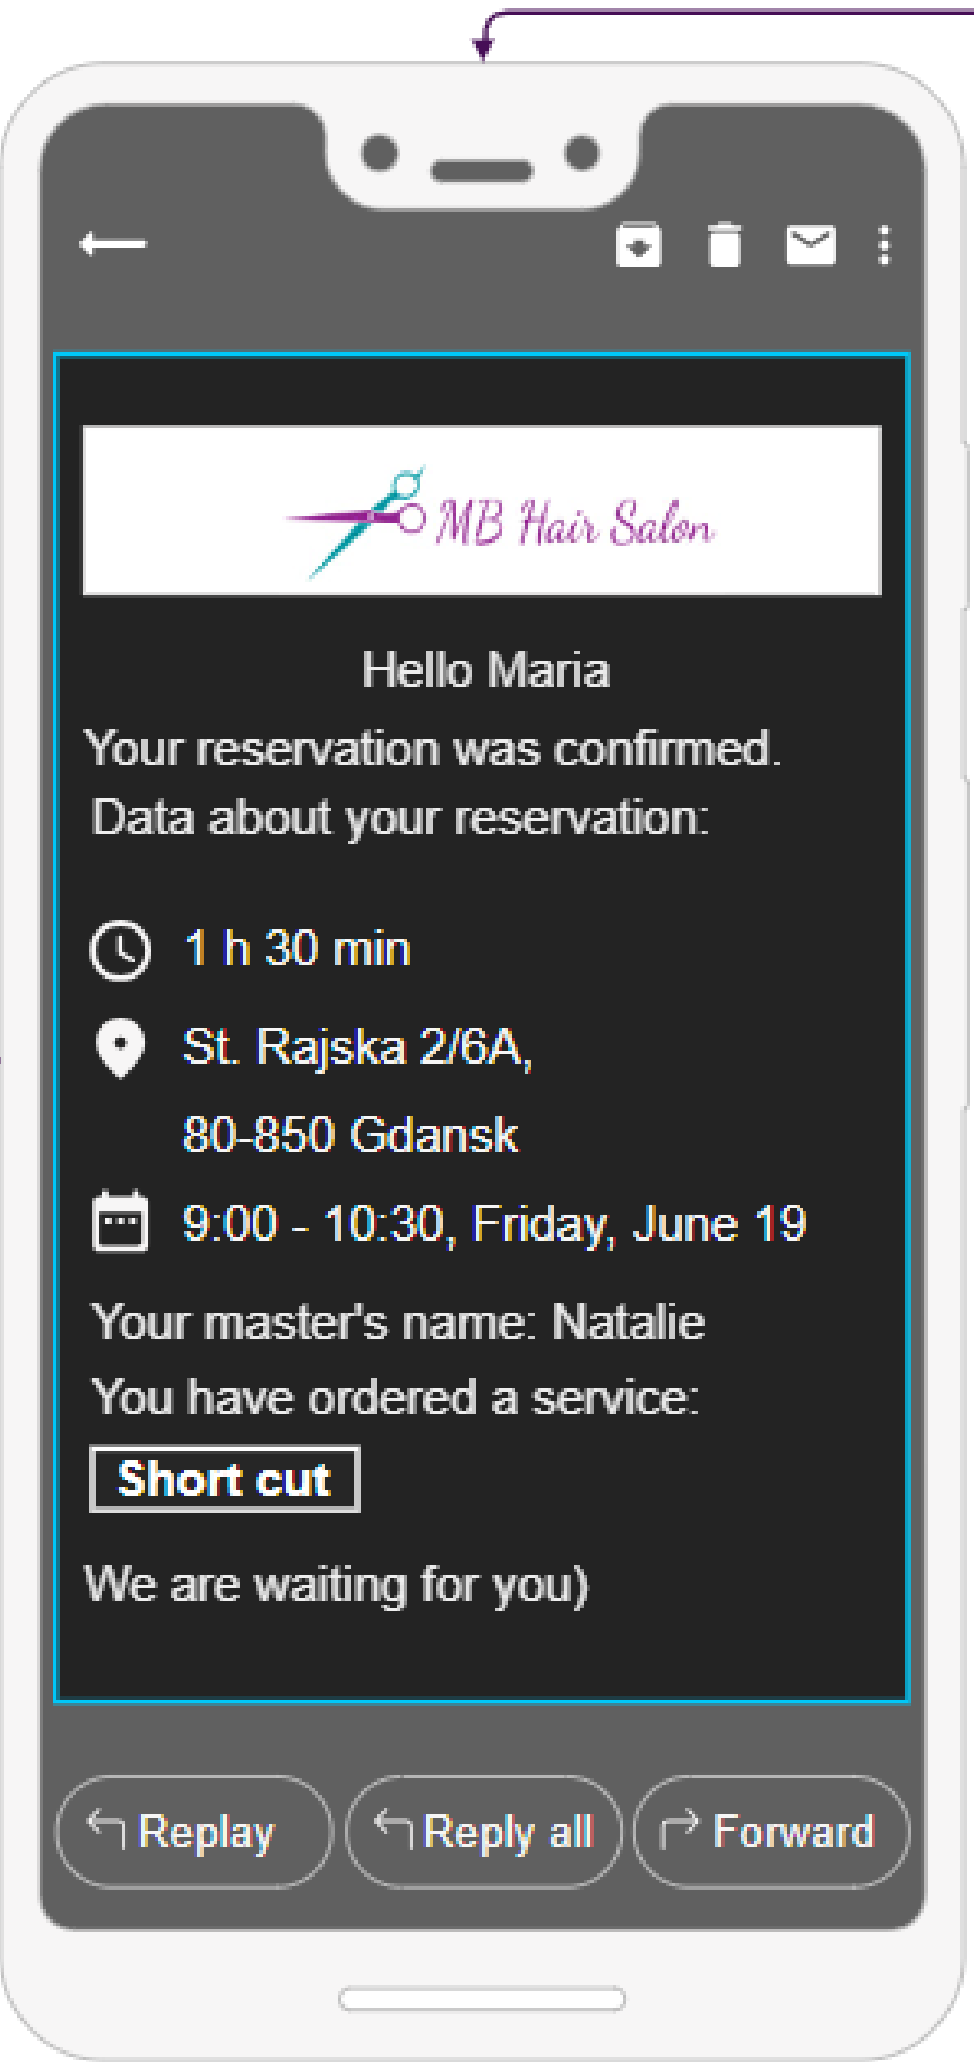 MB Hair Salon
Hello Maria
Your reservation was confirmed.
Data about your reservation:
1 h 30 min
St. Rajska 2/6A,
80-850 Gdansk
9:00 - 10:30, Friday, June 19
Your master's name: Natalie
You have ordered a service:
Short cut
We are waiting for you)
Replay
Reply all
Forward